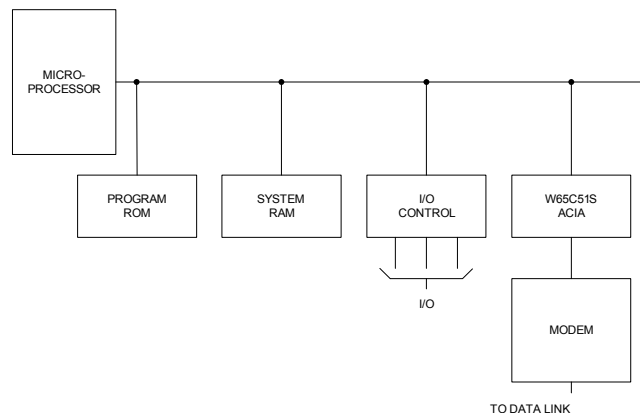 MICRO-
PROCESSOR
PROGRAM
ROM
SYSTEM
RAM
I/O
CONTROL
W65C51S
ACIA
I/O
MODEM
TO DATA LINK